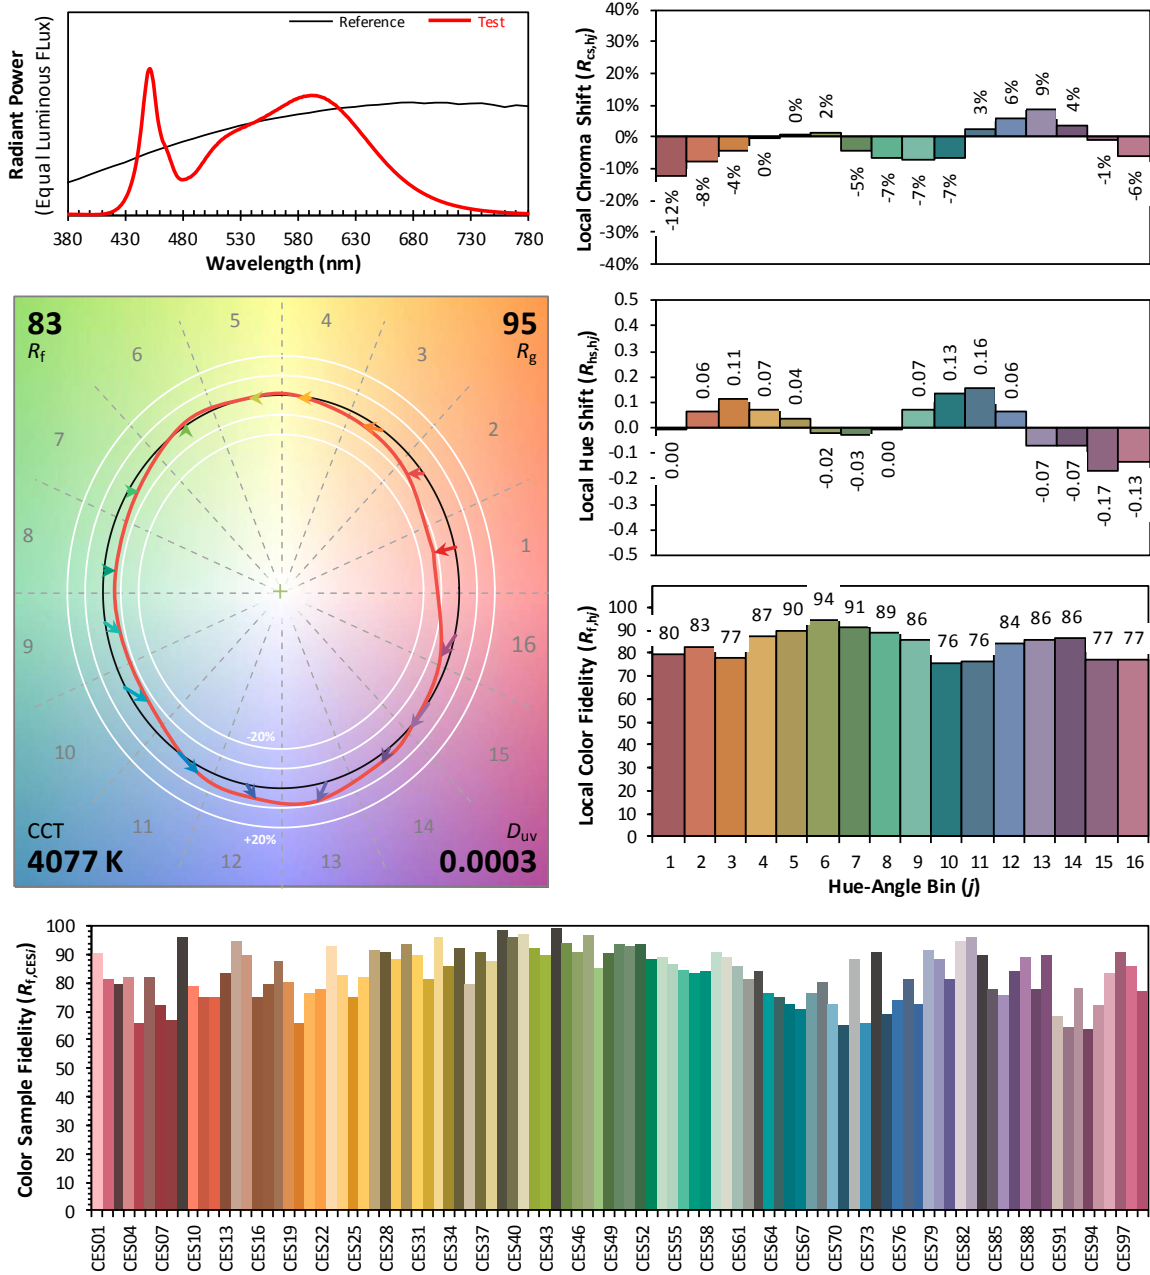 Reference
Test
Radiant Power
(Equal Luminous FLux)
380 430 480 530 580 630 680 730 780
Wavelength (nm)
Local Chroma Shift (Rcs,hj)
40%
30%
20%
10%
0%
-10%
-20%
-30%
-40%
-12% -8% -4% 0% 0% 2% -5% -7% -7% -7% 3% 6% 9% 4% -1% -6%
83
Rf
95
Rg
5 4
6 3
7 2
8 1
9 16
10 15
11 14
12 13
-20%
+20%
CCT
4077 K
Duv
0.0003
Local Hue Shift (Rhs,hj)
0.5
0.4
0.3
0.2
0.1
0.0
-0.1
-0.2
-0.3
-0.4
-0.5
0.00 0.06 0.11 0.07 0.04 -0.02 -0.03 0.00 0.07 0.13 0.16 0.06 -0.07 -0.07 -0.17 -0.13
Local Color Fidelity (Rf,hj)
100
90
80
70
60
50
40
30
20
10
0
80 83 77 87 90 94 91 89 86 76 76 84 86 86 77 77
1 2 3 4 5 6 7 8 9 10 11 12 13 14 15 16
Hue-Angle Bin (j)
Color Sample Fidelity (Rf,CESi)
100
90
80
70
60
50
40
30
20
10
0
CES01 CES04 CES07 CES10 CES13 CES16 CES19 CES22 CES25 CES28 CES31 CES34 CES37 CES40 CES43 CES46 CES49 CES52 CES55 CES58 CES61 CES64 CES67 CES70 CES73 CES76 CES79 CES82 CES85 CES88 CES91 CES94 CES97